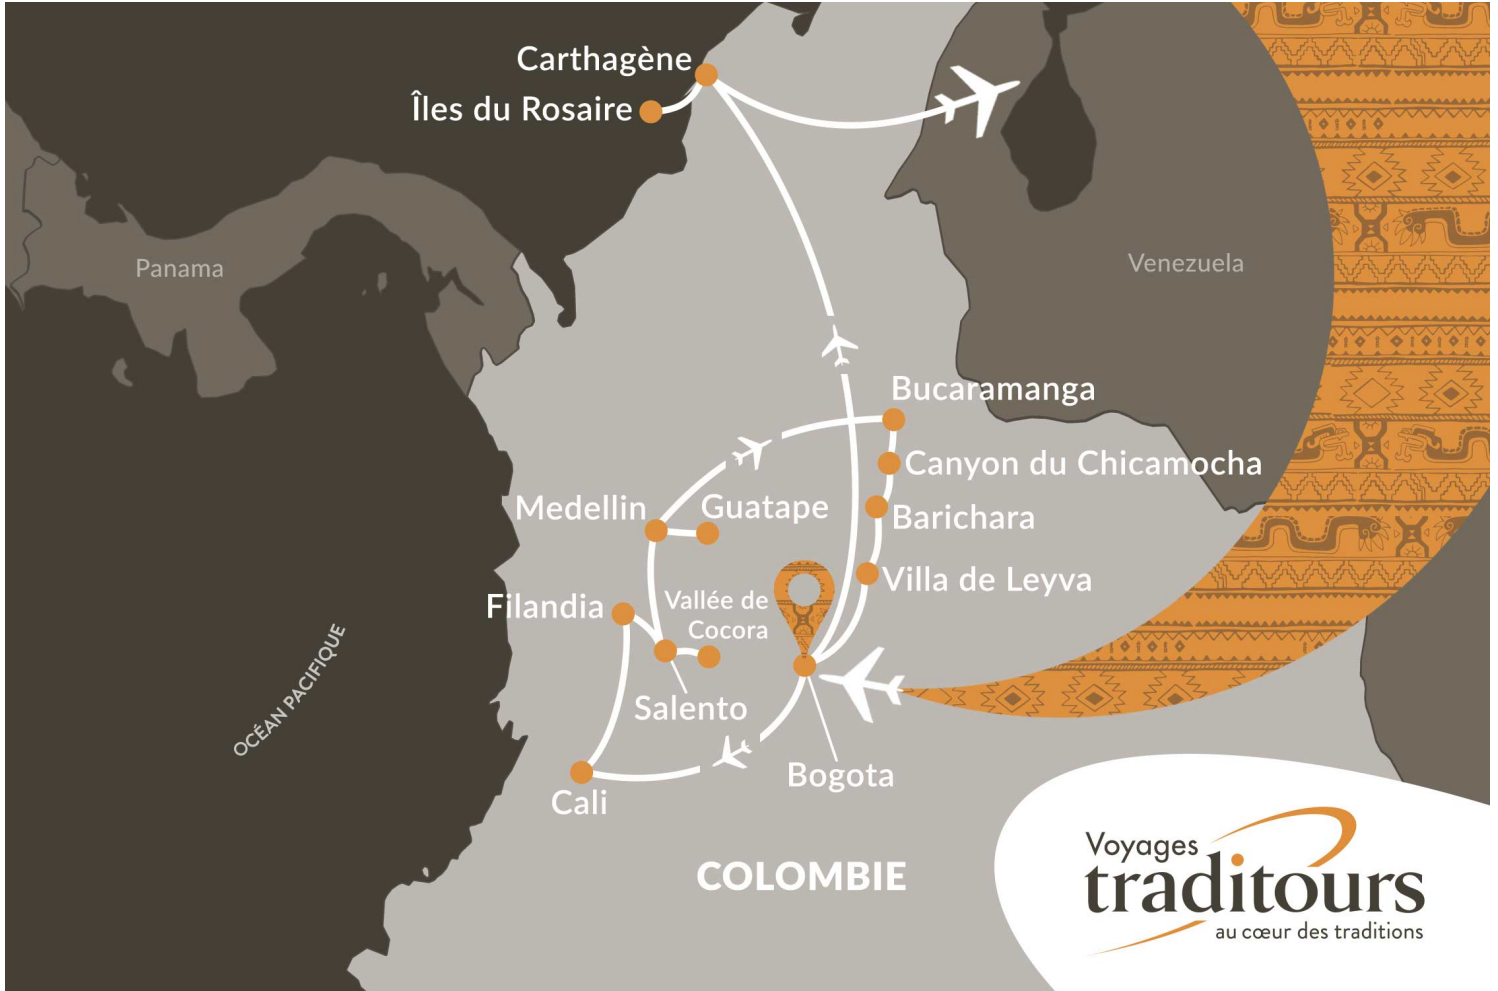 Carthagène
Îles du Rosaire
Panama
Venezuela
Bucaramanga
Canyon du Chicamocha
Medellin
Guatape
Barichara
Villa de Leyva
Filandia
Vallée de
Cocora
Salento
OCÉAN PACIFIQUE
Bogota
Cali
COLOMBIE
Voyages
traditours
au cœur des traditions